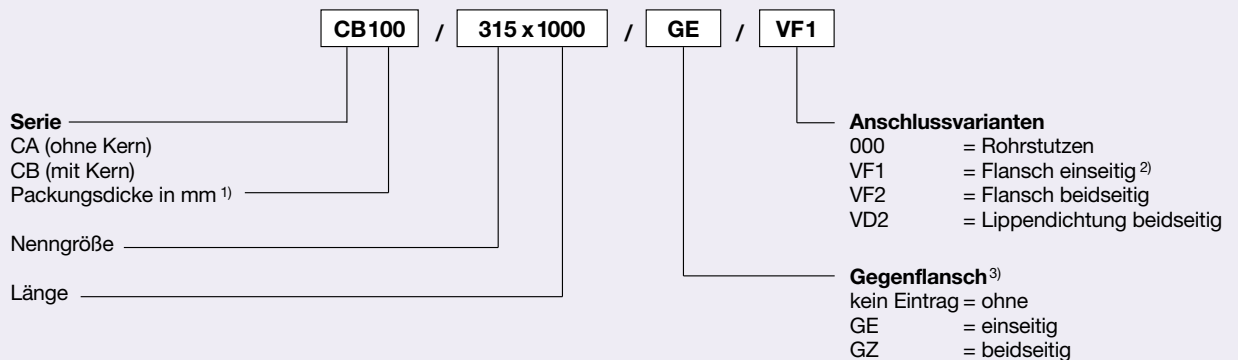 CB100 / 315 x 1000 / GE / VF1
Serie
CA (ohne Kern)
CB (mit Kern)
Packungsdicke in mm 1)
Nenngröße
Länge
Anschlussvarianten
000 = Rohrstutzen
VF1 = Flansch einseitig 2)
VF2 = Flansch beidseitig
VD2 = Lippendichtung beidseitig
Gegenflansch 3)
kein Eintrag = ohne
GE = einseitig
GZ = beidseitig